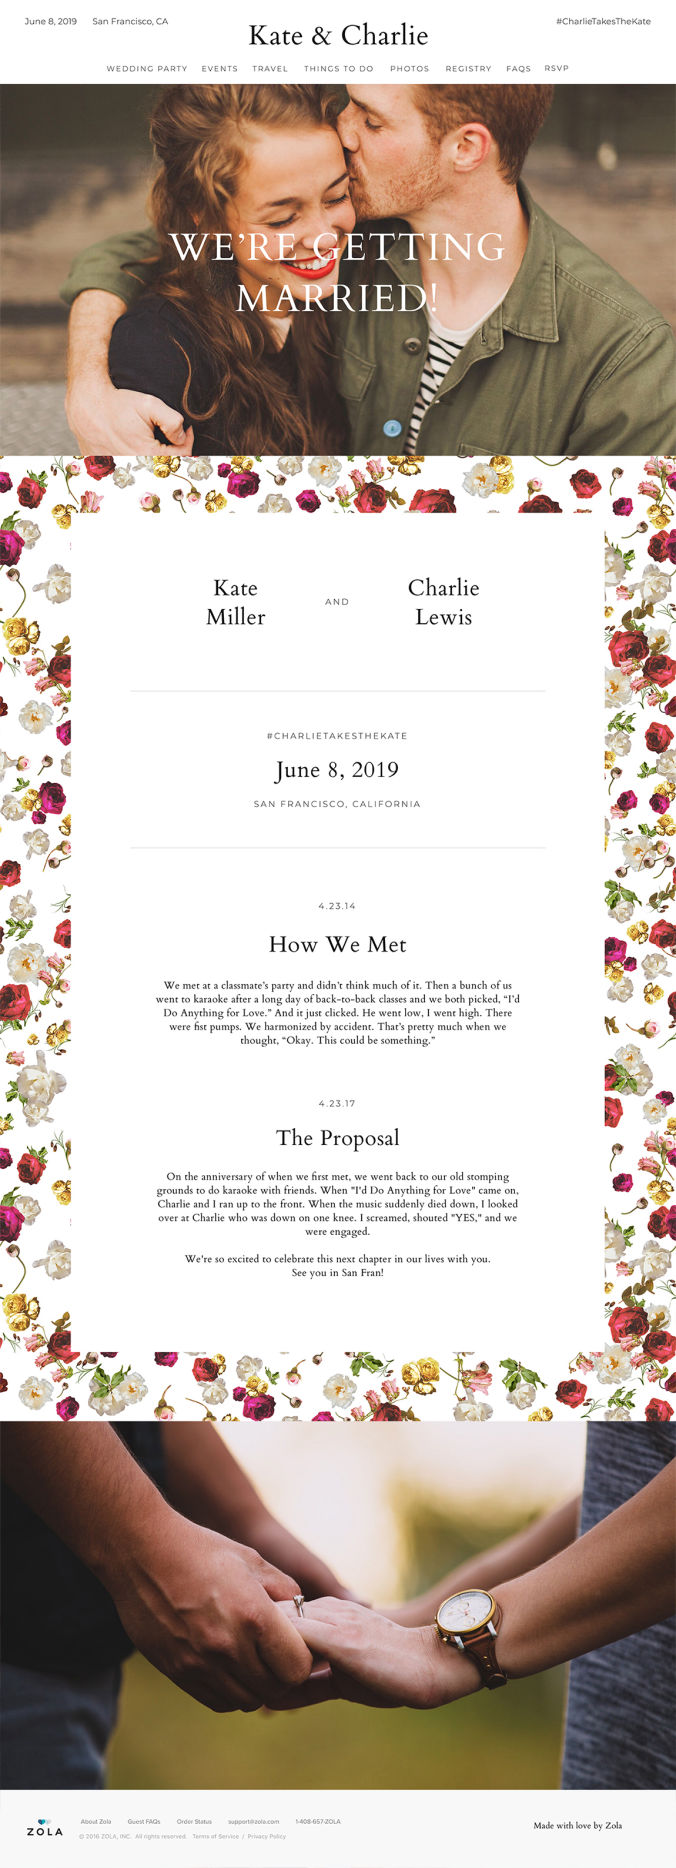 June 8, 2019 San Francisco, CA
Kate & Charlie
#CharlieTakesTheKate
WEDDING PARTY EVENTS TRAVEL THINGS TO DO PHOTOS REGISTRY FAQS RSVP
WE'RE GETTING
MARRIED!
Kate
Miller
AND
Charlie
Lewis
#CHARLIETAKESTHEKATE
June 8, 2019
SAN FRANCISCO, CALIFORNIA
4.23.14
How We Met
We met at a classmate's party and didn't think much of it. Then a bunch of us
went to karaoke after a long day of back-to-back classes and we both picked, “I'd
Do Anything for Love.” And it just clicked. He went low, I went high. There
were fist pumps. We harmonized by accident. That's pretty much when we
thought, “Okay. This could be something.”
4.23.17
The Proposal
On the anniversary of when we first met, we went back to our old stomping
grounds to do karaoke with friends. When "I'd Do Anything for Love" came on,
Charlie and I ran up to the front. When the music suddenly died down, I looked
over at Charlie who was down on one knee. I screamed, shouted "YES," and we
were engaged.
We're so excited to celebrate this next chapter in our lives with you.
See you in San Fran!
ZOLA
About Zola Guest FAQs Order Status support@zola.com 1-408-657-ZOLA
© 2016 ZOLA, INC. All rights reserved. Terms of Service / Privacy Policy
Made with love by Zola